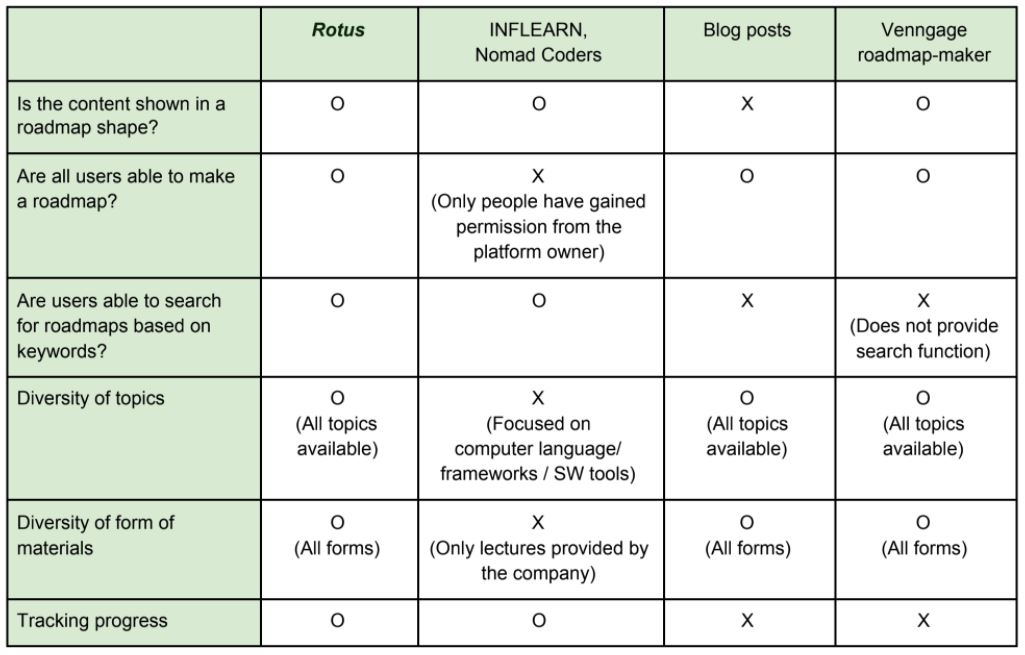 Rotus
INFLEARN,
Nomad Coders
Blog posts
Venngage
roadmap-maker
Is the content shown in a
roadmap shape?
O
O
X
O
Are all users able to make
a roadmap?
O
X
(Only people have gained
permission from the
platform owner)
O
O
Are users able to search
for roadmaps based on
keywords?
O
O
X
X
(Does not provide
search function)
Diversity of topics
O
(All topics
available)
X
(Focused on
computer language/
frameworks / SW tools)
O
(All topics
available)
O
(All topics
available)
Diversity of form of
materials
O
(All forms)
X
(Only lectures provided by
the company)
O
(All forms)
O
(All forms)
Tracking progress
O
O
X
X